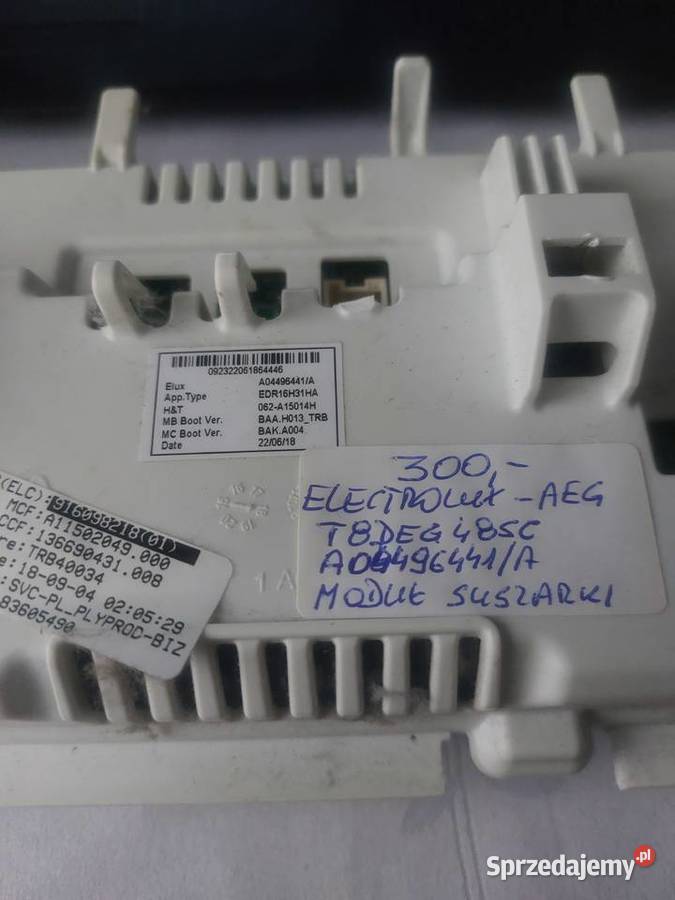 092322061864446
Elux A04496441/A
App.Type EDR16H31HA
H&T 062-A15014H
MB Boot Ver. BAA.H013_TRB
MC Boot Ver. BAK.A004
Date 22/06/18
300,-
ELECTROLUX - AEG
T8DEG485C
A04496441/A
MODUŁ SUSZARKI
(ELC): 916098218(01)
MCF: A11502049.000
CCF: 136690431.008
re: TRB40034
e: 18-09-04 02:05:29
: SVC-PL_PLYPROD-BIZ
83605490
1 A
Sprzedajemy.pl